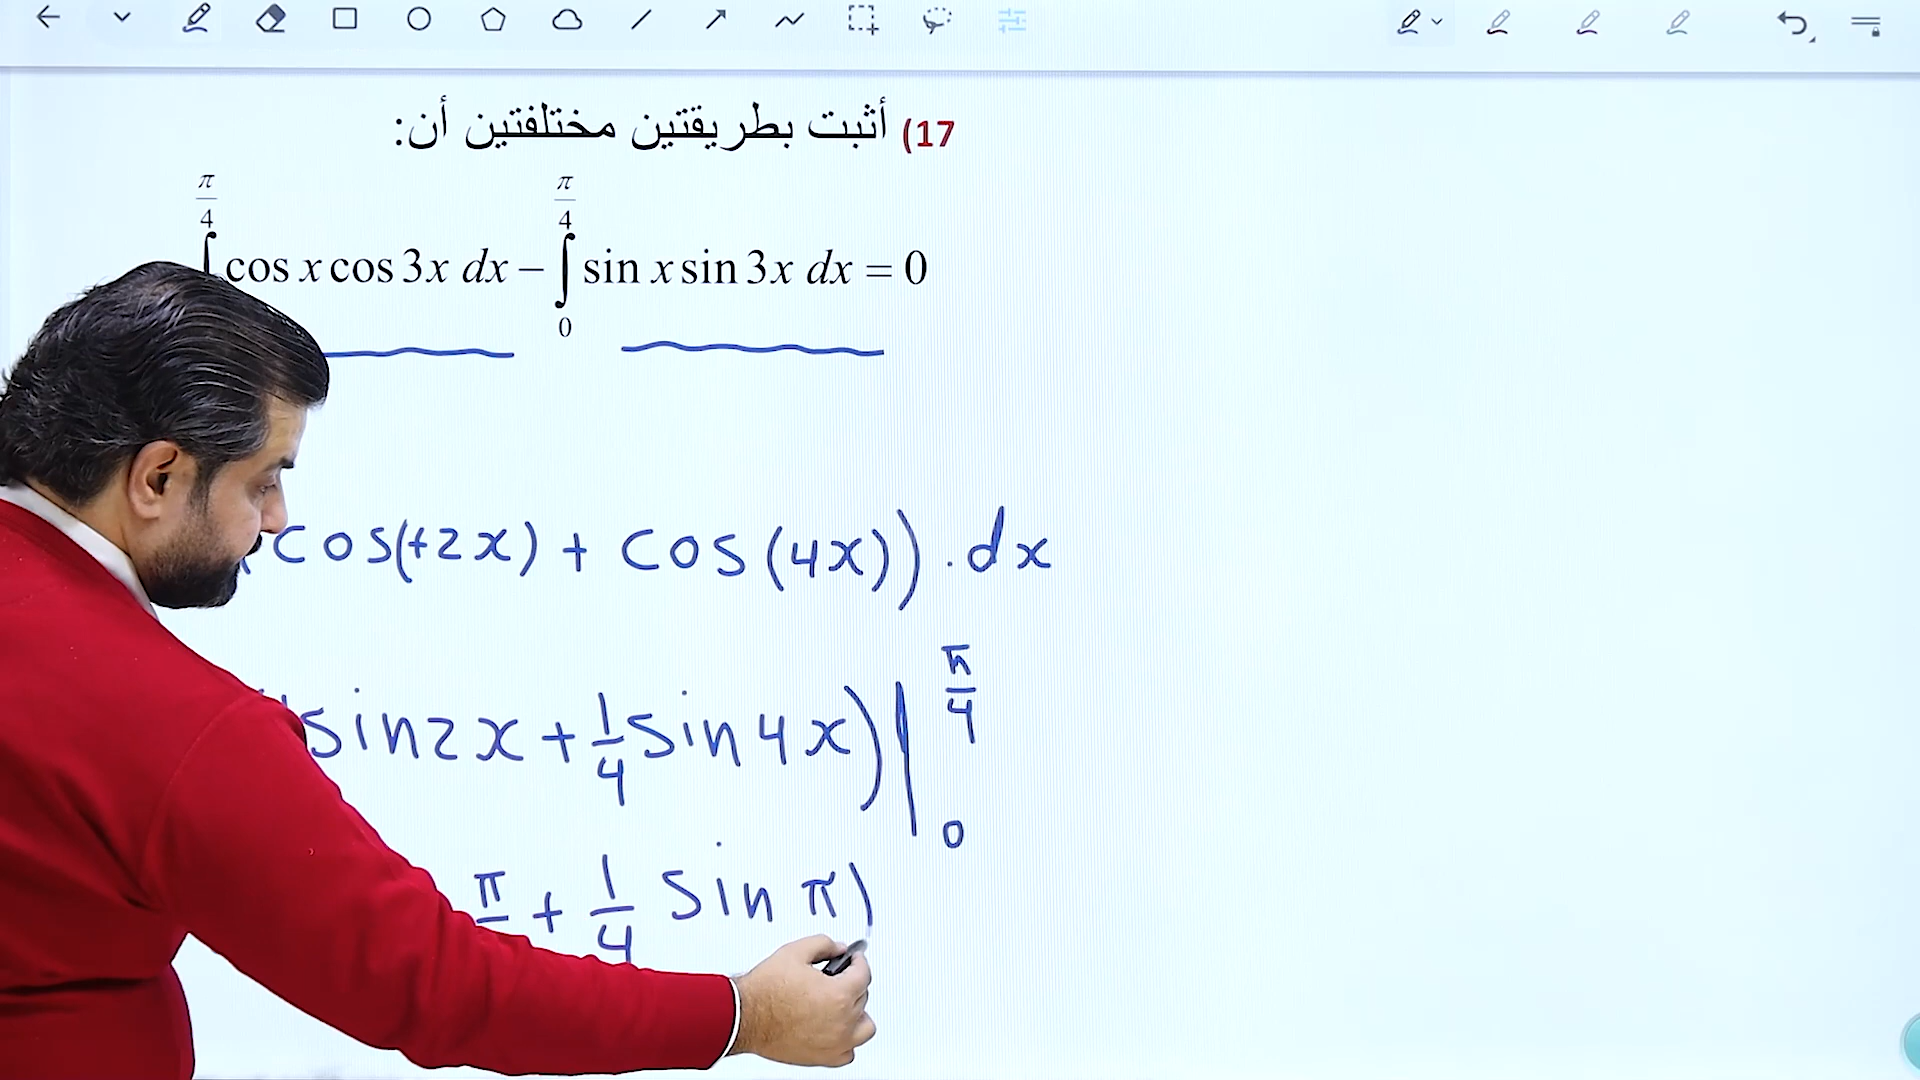 17) أثبت بطريقتين مختلفتين أن:
π/4 ∫ cos x cos 3x dx − ∫ π/4 0 sin x sin 3x dx = 0
cos(+2x) + cos(4x)) . dx
sin2x + 1/4 sin 4x) | π/4 0
π + 1/4 sin π)